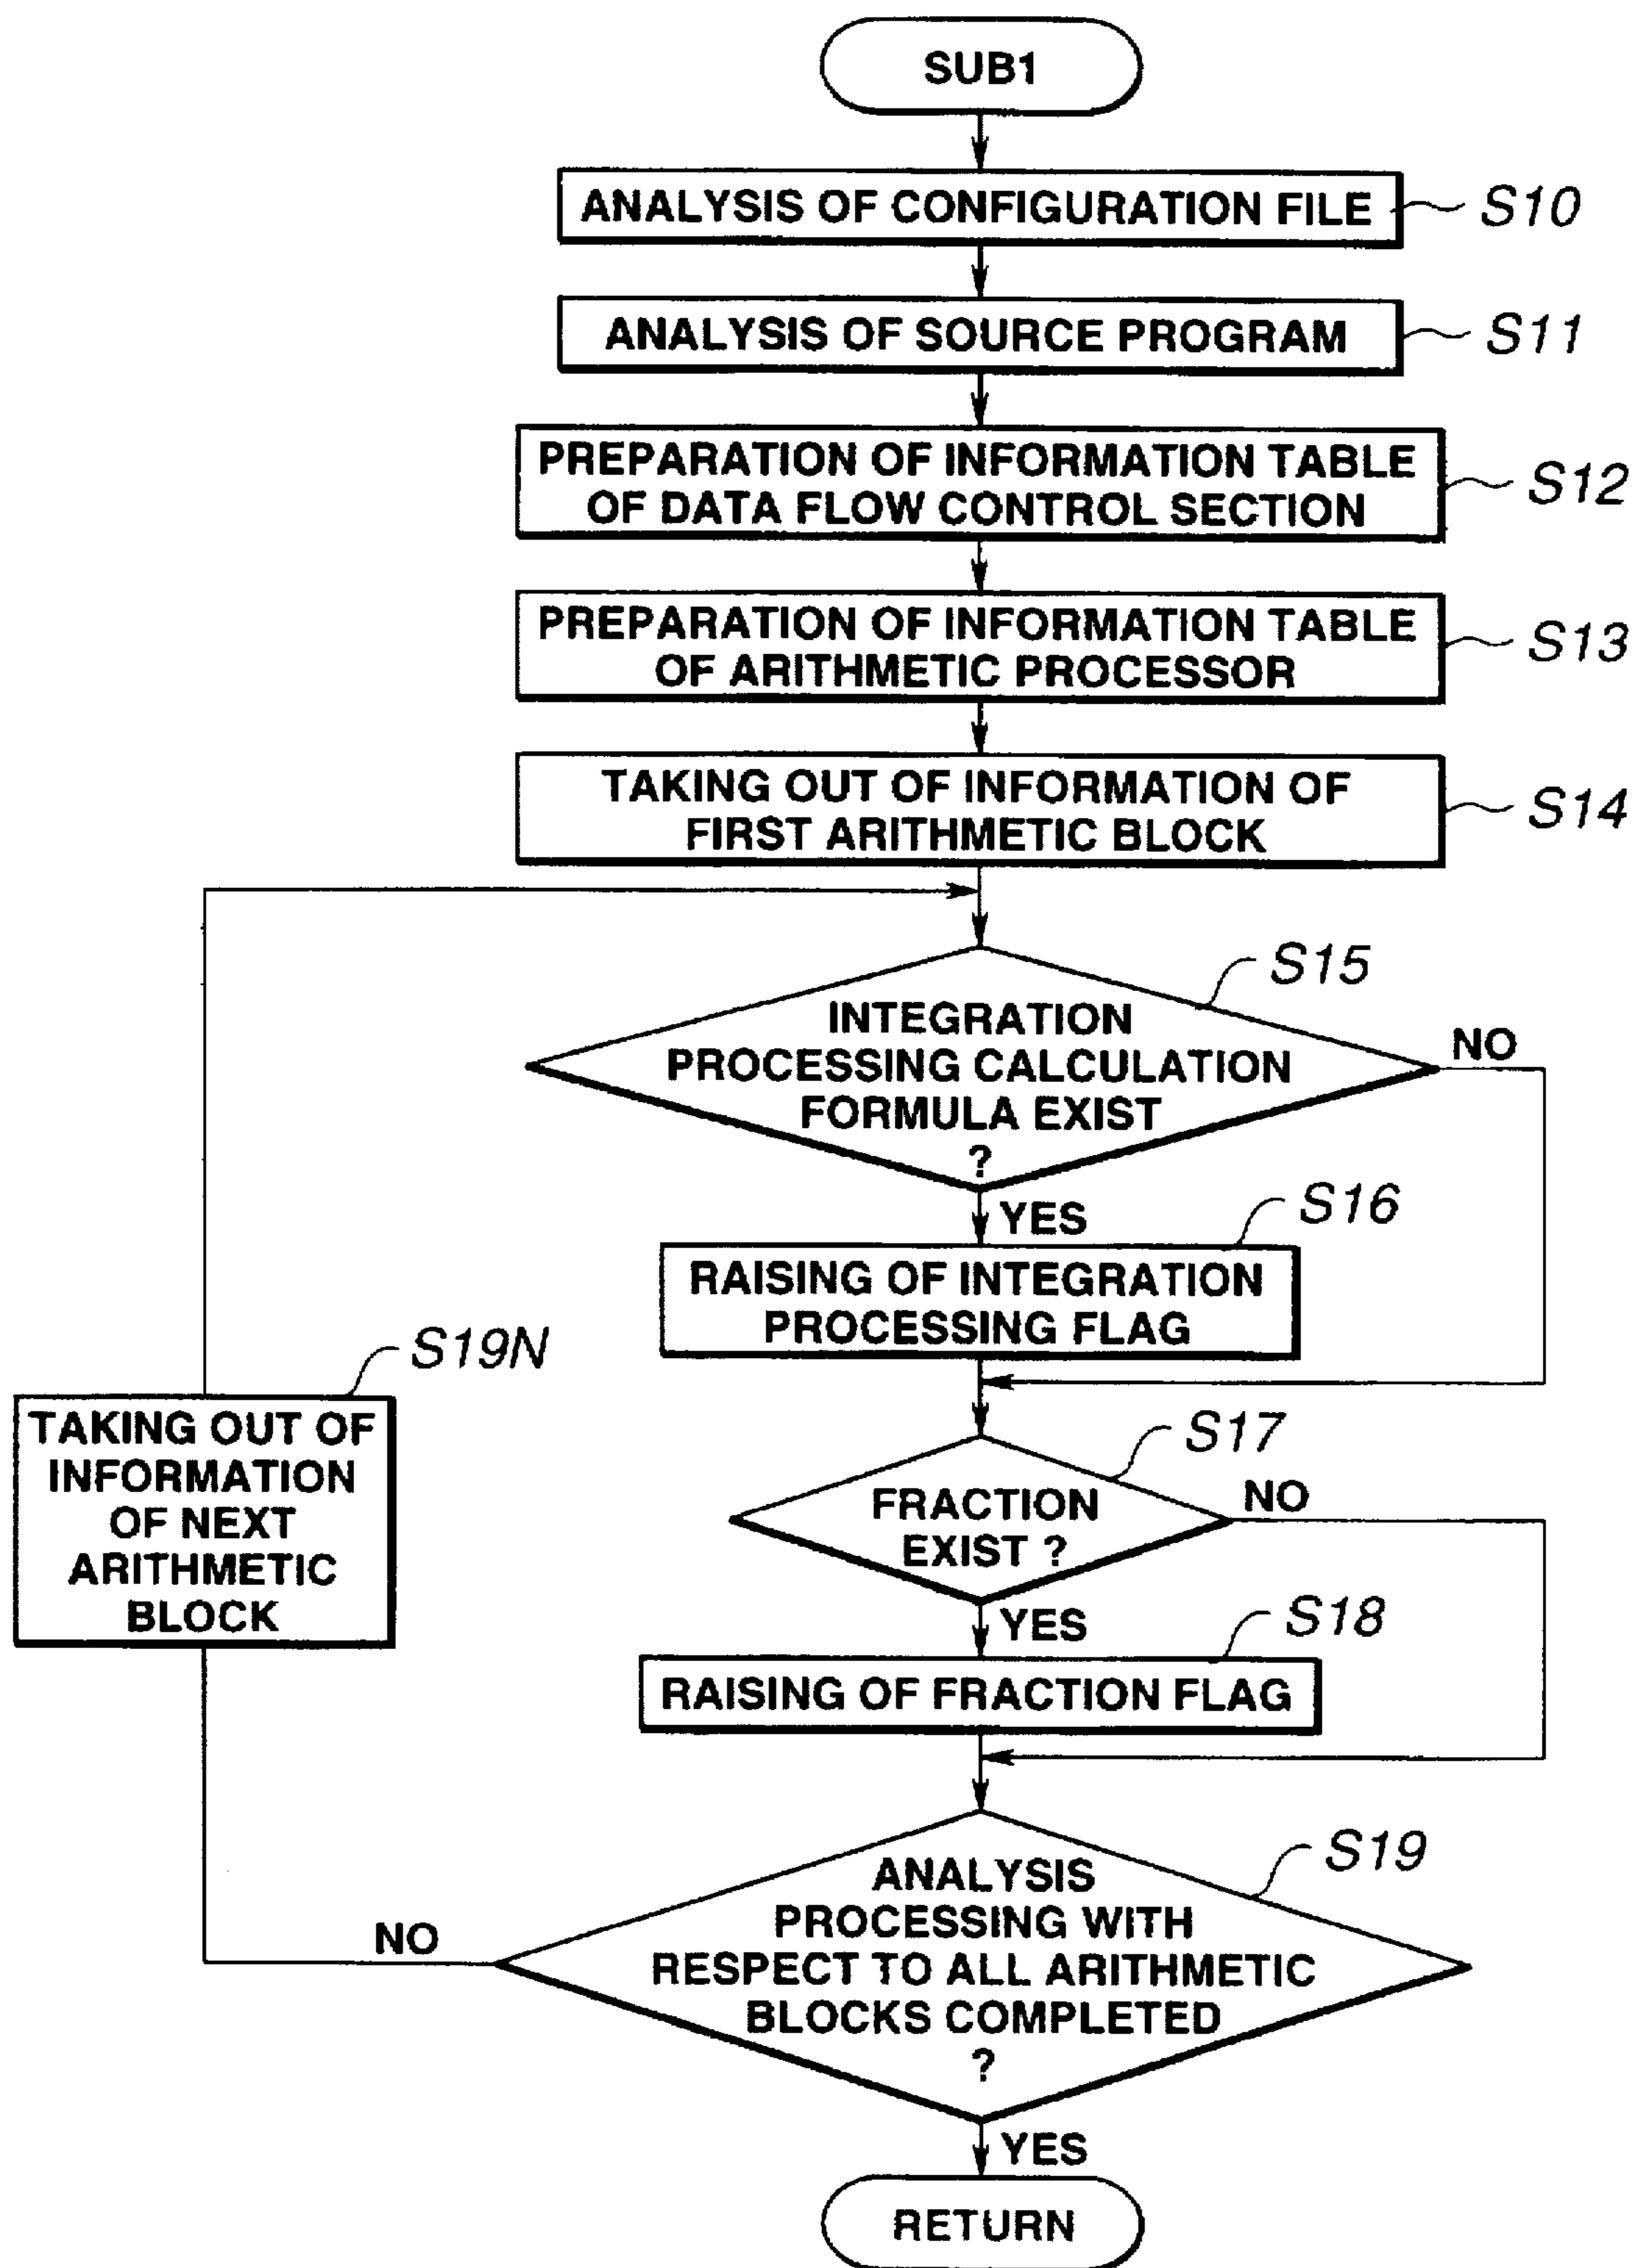 SUB1
ANALYSIS OF CONFIGURATION FILE
S10
ANALYSIS OF SOURCE PROGRAM
S11
PREPARATION OF INFORMATION TABLE
OF DATA FLOW CONTROL SECTION
S12
PREPARATION OF INFORMATION TABLE
OF ARITHMETIC PROCESSOR
S13
TAKING OUT OF INFORMATION OF
FIRST ARITHMETIC BLOCK
S14
S15
INTEGRATION
PROCESSING CALCULATION
FORMULA EXIST
?
NO
YES
S16
RAISING OF INTEGRATION
PROCESSING FLAG
S19N
TAKING OUT OF
INFORMATION
OF NEXT
ARITHMETIC
BLOCK
S17
FRACTION
EXIST ?
NO
YES
S18
RAISING OF FRACTION FLAG
S19
ANALYSIS
PROCESSING WITH
RESPECT TO ALL ARITHMETIC
BLOCKS COMPLETED
?
NO
YES
RETURN